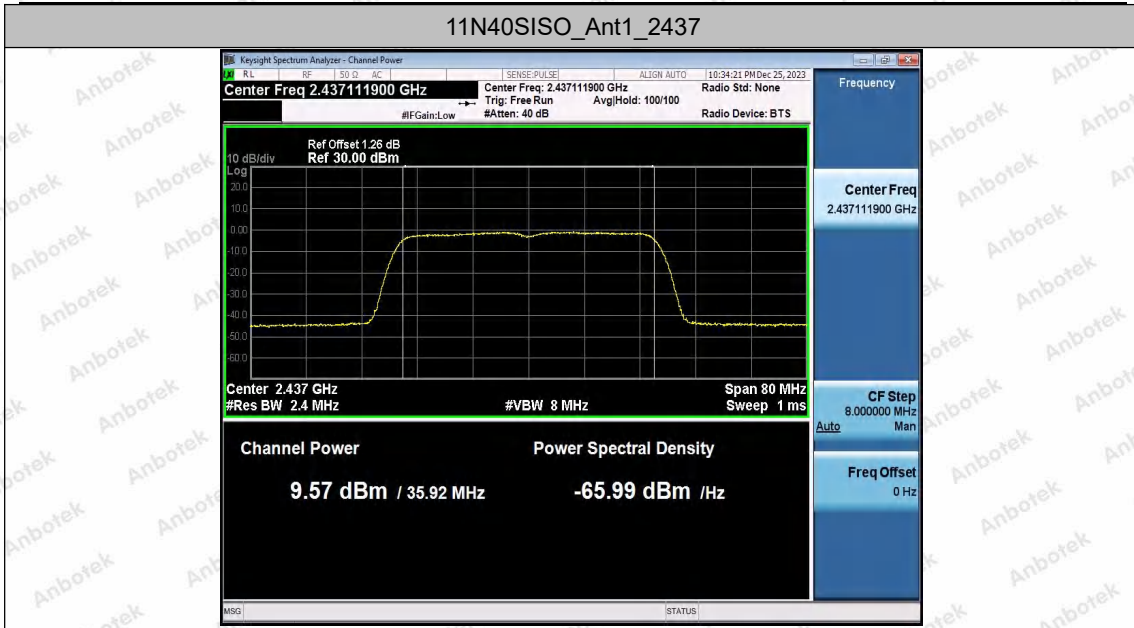 11N40SISO_Ant1_2437
Keysight Spectrum Analyzer - Channel Power
LXI RL RF 50 Ω AC SENSE:PULSE ALIGN AUTO 10:34:21 PM Dec 25, 2023
Center Freq 2.437111900 GHz Center Freq: 2.437111900 GHz Radio Std: None
Trig: Free Run Avg|Hold: 100/100
#IFGain:Low #Atten: 40 dB Radio Device: BTS
Ref Offset 1.26 dB
10 dB/div Ref 30.00 dBm
Log
20.0
10.0
0.00
-10.0
-20.0
-30.0
-40.0
-50.0
-60.0
Center 2.437 GHz Span 80 MHz
#Res BW 2.4 MHz #VBW 8 MHz Sweep 1 ms
Channel Power Power Spectral Density
9.57 dBm / 35.92 MHz -65.99 dBm /Hz
MSG STATUS
Frequency
Center Freq
2.437111900 GHz
CF Step
8.000000 MHz
Auto Man
Freq Offset
0 Hz
Anbotek